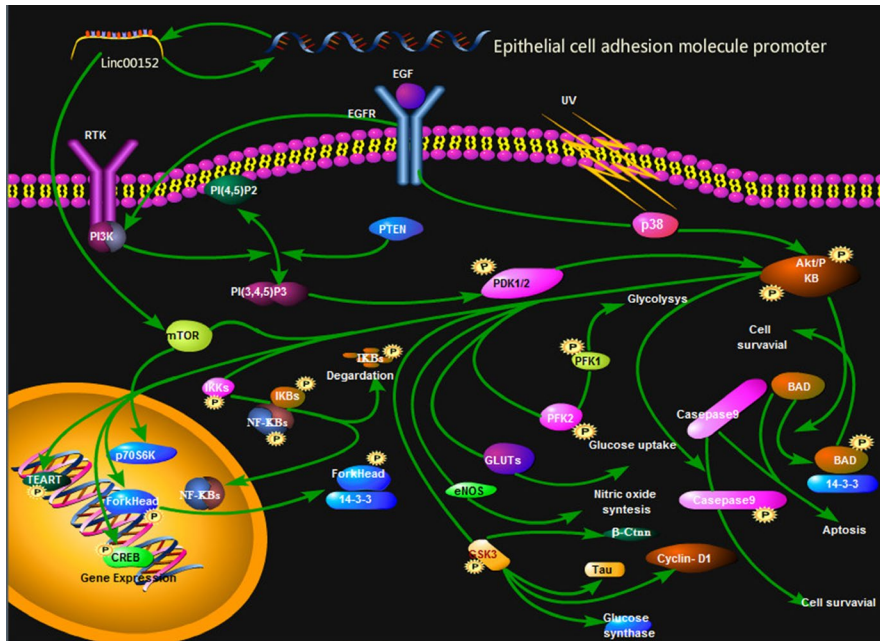 Linc00152
Epithelial cell adhesion molecule promoter
EGF
EGFR
UV
RTK
PI(4,5)P2
PI3K
PTEN
p38
Akt/P
KB
P
P
PI(3,4,5)P3
P
PDK1/2
Glycolysys
mTOR
Cell
survavial
P
PFK1
IKBs
P
Degardation
IRKs
P
IKBs
P
NF-KBs
P
BAD
Casepase9
PFK2
P
Glucose uptake
p70S6K
TEART
P
ForkHead
P
NF-KBs
ForkHead
P
14-3-3
GLUTs
BAD
P
14-3-3
eNOS
Nitric oxide
syntesis
Casepase9
P
Aptosis
P
CREB
Gene Expression
GSK3
P
β-Ctnn
Tau
Cyclin- D1
Glucose
synthase
Cell survavial